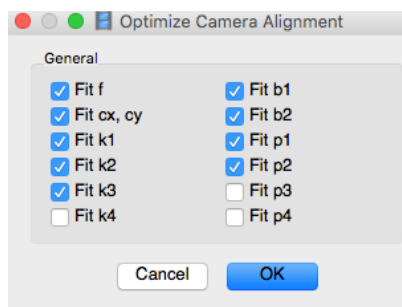 Optimize Camera Alignment
General
Fit f Fit b1
Fit cx, cy Fit b2
Fit k1 Fit p1
Fit k2 Fit p2
Fit k3 Fit p3
Fit k4 Fit p4
Cancel OK